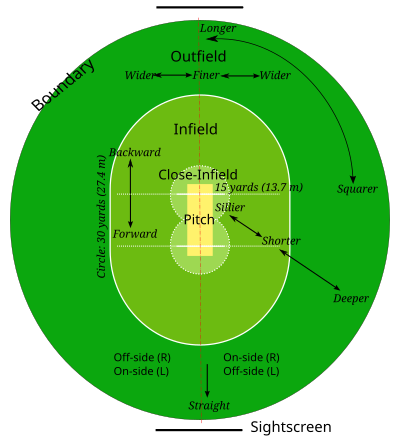 Longer
Outfield
Wider
Finer
Wider
Boundary
Infield
Backward
Close-Infield
15 yards (13.7 m)
Squarer
Circle: 30 yards (27.4 m)
Sillier
Pitch
Forward
Shorter
Deeper
Off-side (R)
On-side (L)
On-side (R)
Off-side (L)
Straight
Sightscreen